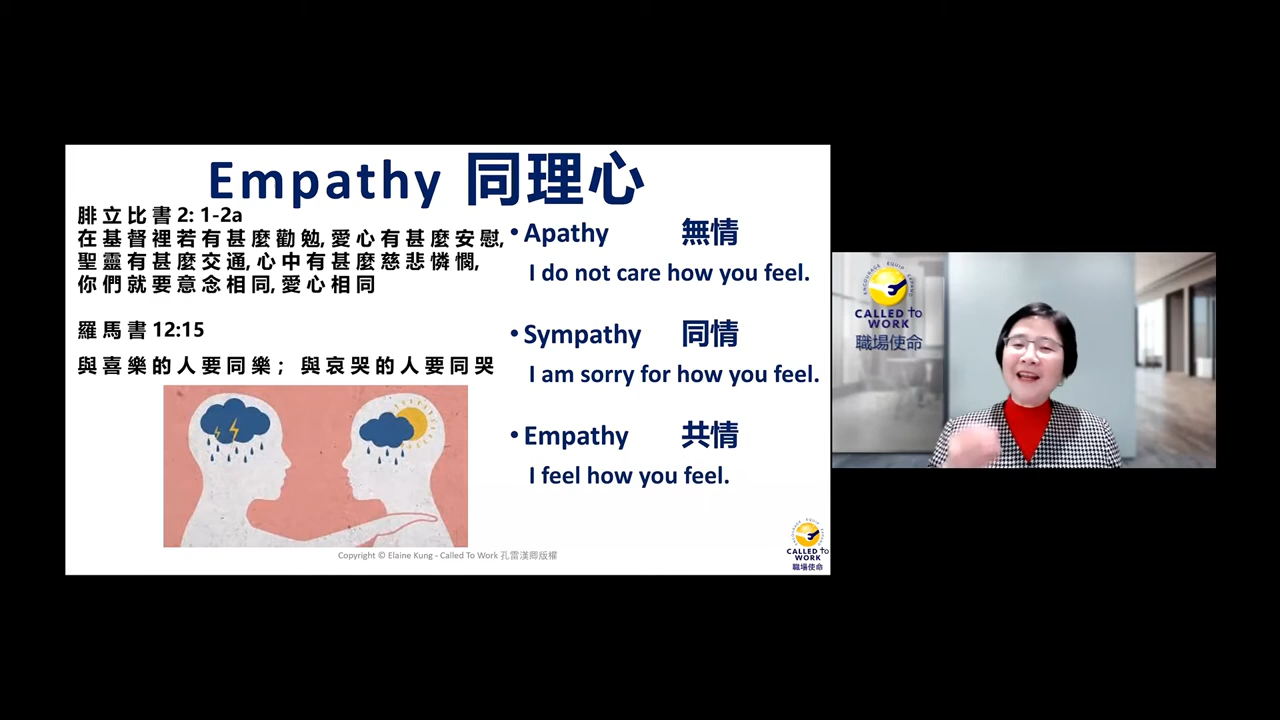 Empathy 同理心
腓立比書 2: 1-2a
在基督裡若有甚麼勸勉, 愛心有甚麼安慰,
聖靈有甚麼交通, 心中有甚麼慈悲憐憫,
你們就要意念相同, 愛心相同
羅馬書 12:15
與喜樂的人要同樂； 與哀哭的人要同哭
• Apathy 無情
I do not care how you feel.
• Sympathy 同情
I am sorry for how you feel.
• Empathy 共情
I feel how you feel.
Copyright © Elaine Kung - Called To Work 孔雷漢卿版權
CALLED To
WORK
職場使命
ENCOURAGE EQUIP EXPAND
CALLED To
WORK
職場使命